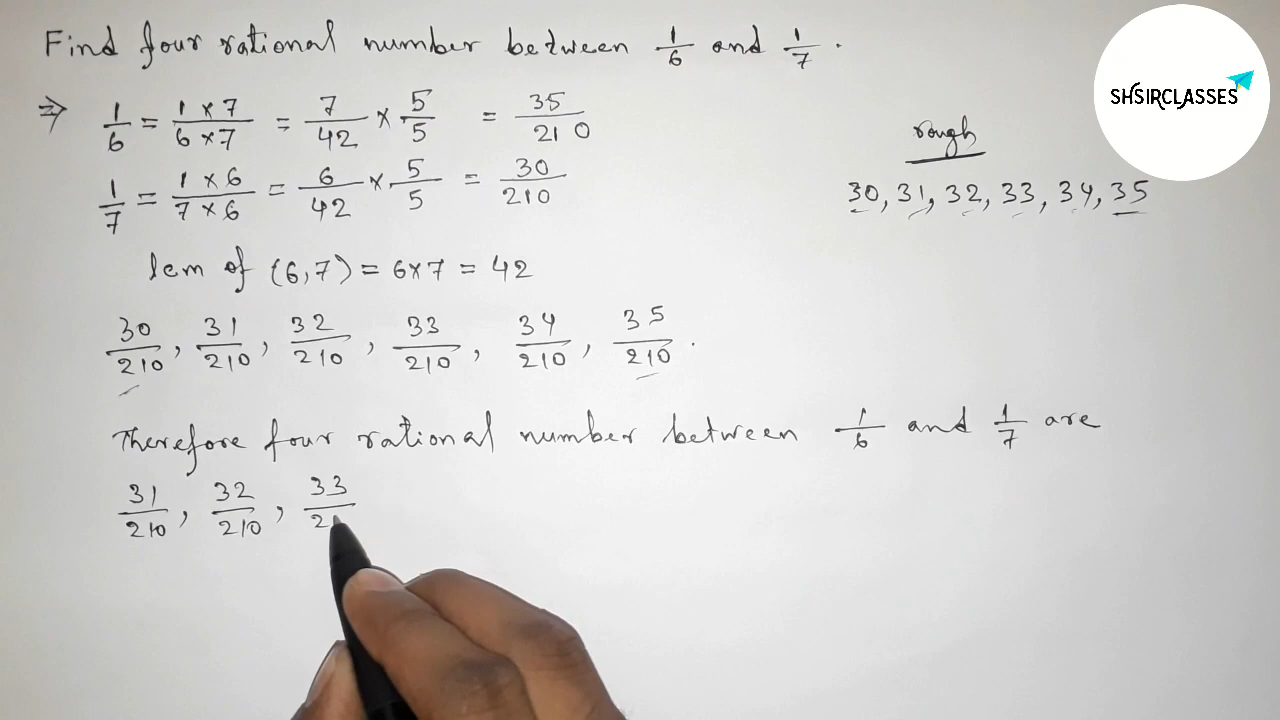 Find four rational number between 1/6 and 1/7 .
SHSIRCLASSES
⇒ 1/6 = 1×7/6×7 = 7/42 × 5/5 = 35/210
1/7 = 1×6/7×6 = 6/42 × 5/5 = 30/210
rough
30, 31, 32, 33, 34, 35
lcm of (6,7) = 6×7 = 42
30/210, 31/210, 32/210, 33/210, 34/210, 35/210 .
Therefore four rational number between 1/6 and 1/7 are
31/210, 32/210, 33/2